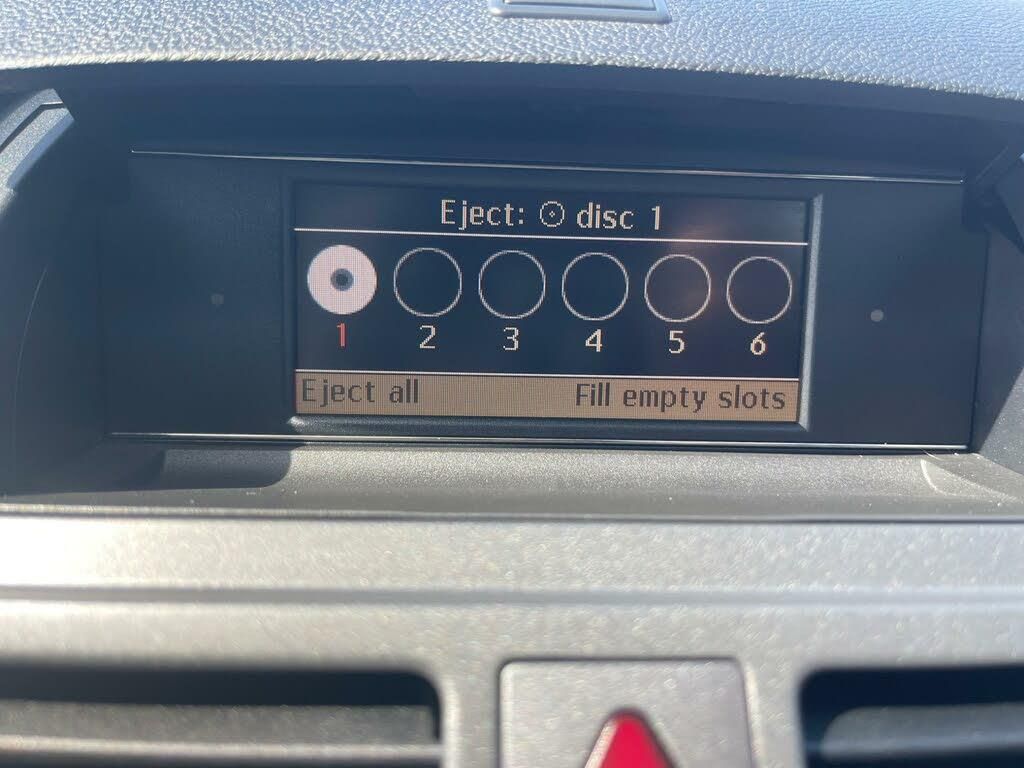 Eject: disc 1
1 2 3 4 5 6
Eject all Fill empty slots